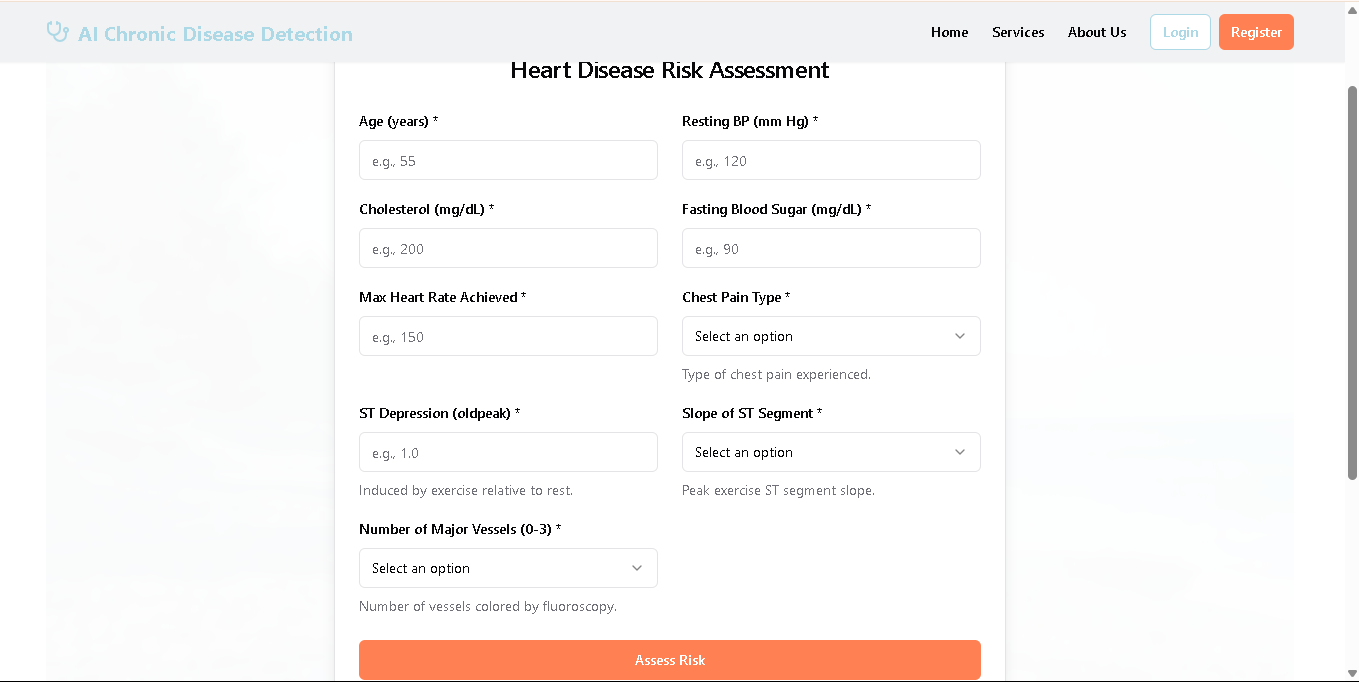 AI Chronic Disease Detection
Home Services About Us Login Register
Heart Disease Risk Assessment
Age (years) * Resting BP (mm Hg) *
e.g., 55 e.g., 120
Cholesterol (mg/dL) * Fasting Blood Sugar (mg/dL) *
e.g., 200 e.g., 90
Max Heart Rate Achieved * Chest Pain Type *
e.g., 150 Select an option
Type of chest pain experienced.
ST Depression (oldpeak) * Slope of ST Segment *
e.g., 1.0 Select an option
Induced by exercise relative to rest. Peak exercise ST segment slope.
Number of Major Vessels (0-3) *
Select an option
Number of vessels colored by fluoroscopy.
Assess Risk